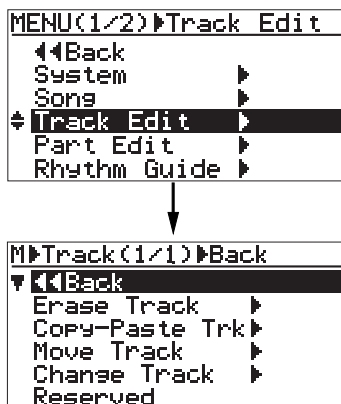 MENU(1/2)▶Track Edit
◀◀Back
System ▶
Song ▶
Track Edit ▶
Part Edit ▶
Rhythm Guide ▶
M▶Track(1/1)▶Back
◀◀Back
Erase Track ▶
Copy-Paste Trk▶
Move Track ▶
Change Track ▶
Reserved